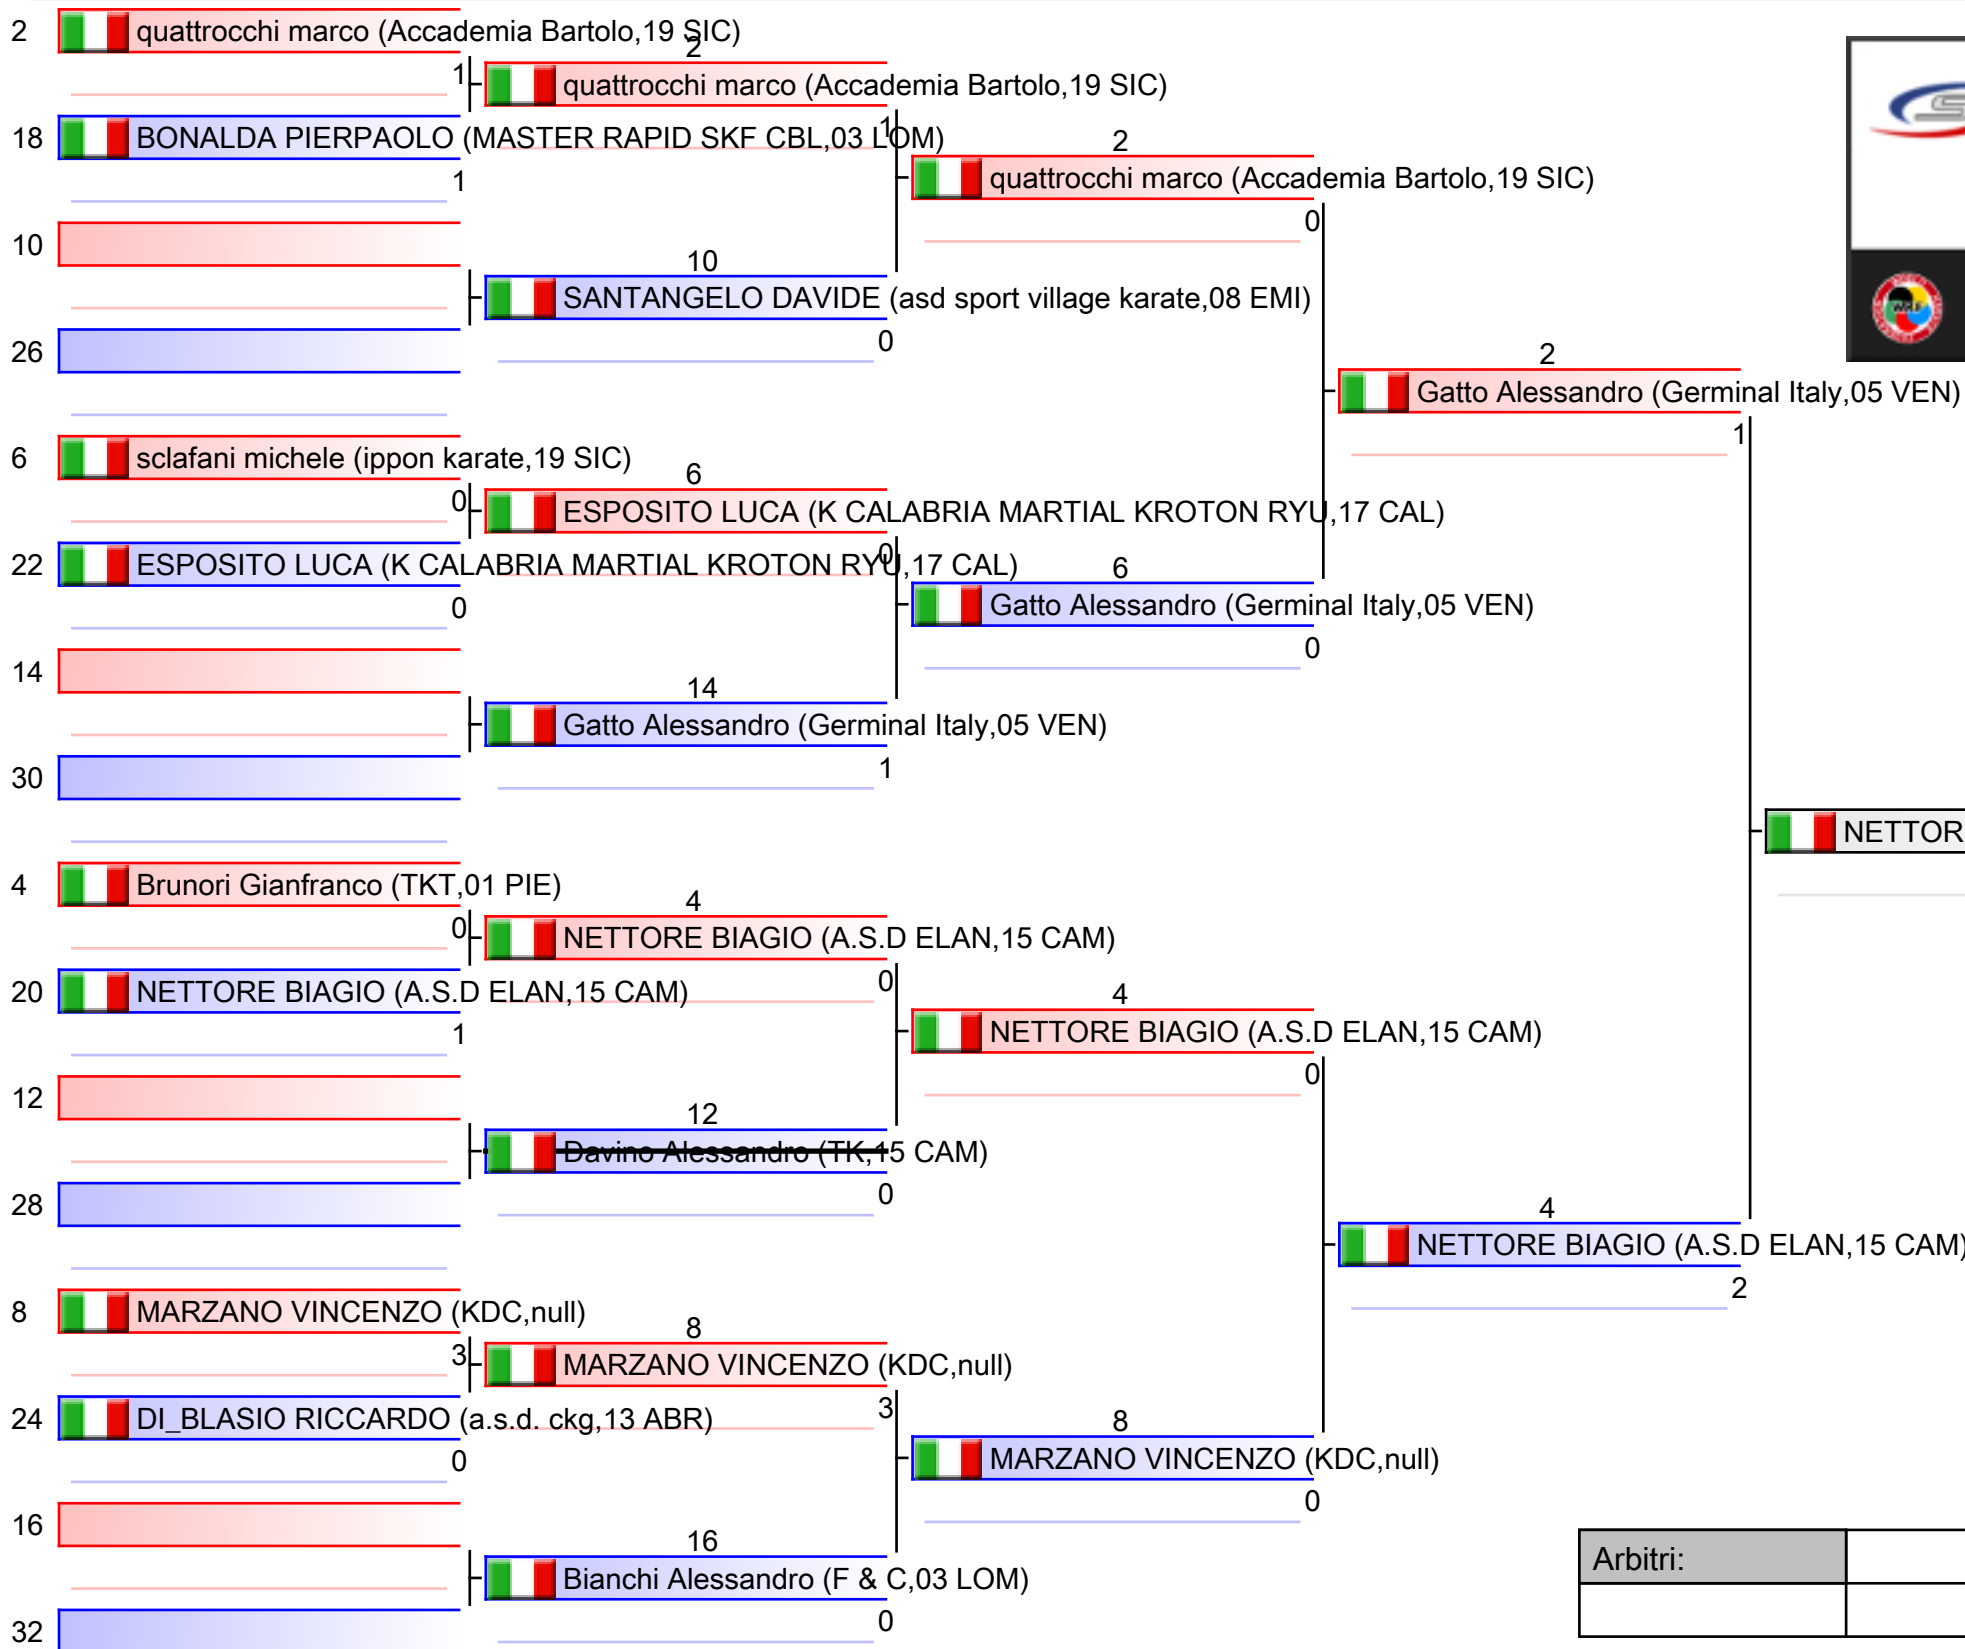 2 quattrocchi marco (Accademia Bartolo,19 SIC)
2
1 quattrocchi marco (Accademia Bartolo,19 SIC)
18 BONALDA PIERPAOLO (MASTER RAPID SKF CBL,03 LOM)
1
2
1
quattrocchi marco (Accademia Bartolo,19 SIC)
0
10
10
SANTANGELO DAVIDE (asd sport village karate,08 EMI)
0
26
2
Gatto Alessandro (Germinal Italy,05 VEN)
1
6 sclafani michele (ippon karate,19 SIC)
6
0 ESPOSITO LUCA (K CALABRIA MARTIAL KROTON RYU,17 CAL)
0
22 ESPOSITO LUCA (K CALABRIA MARTIAL KROTON RYU,17 CAL)
0
6
Gatto Alessandro (Germinal Italy,05 VEN)
0
14
14
Gatto Alessandro (Germinal Italy,05 VEN)
1
30
NETTOR
4 Brunori Gianfranco (TKT,01 PIE)
4
0 NETTORE BIAGIO (A.S.D ELAN,15 CAM)
0
20 NETTORE BIAGIO (A.S.D ELAN,15 CAM)
1
4
NETTORE BIAGIO (A.S.D ELAN,15 CAM)
0
12
12
Davino Alessandro (TK,15 CAM)
0
28
4
NETTORE BIAGIO (A.S.D ELAN,15 CAM)
2
8 MARZANO VINCENZO (KDC,null)
8
3 MARZANO VINCENZO (KDC,null)
3
24 DI_BLASIO RICCARDO (a.s.d. ckg,13 ABR)
0
8
MARZANO VINCENZO (KDC,null)
0
16
16
Bianchi Alessandro (F & C,03 LOM)
0
32
Arbitri: